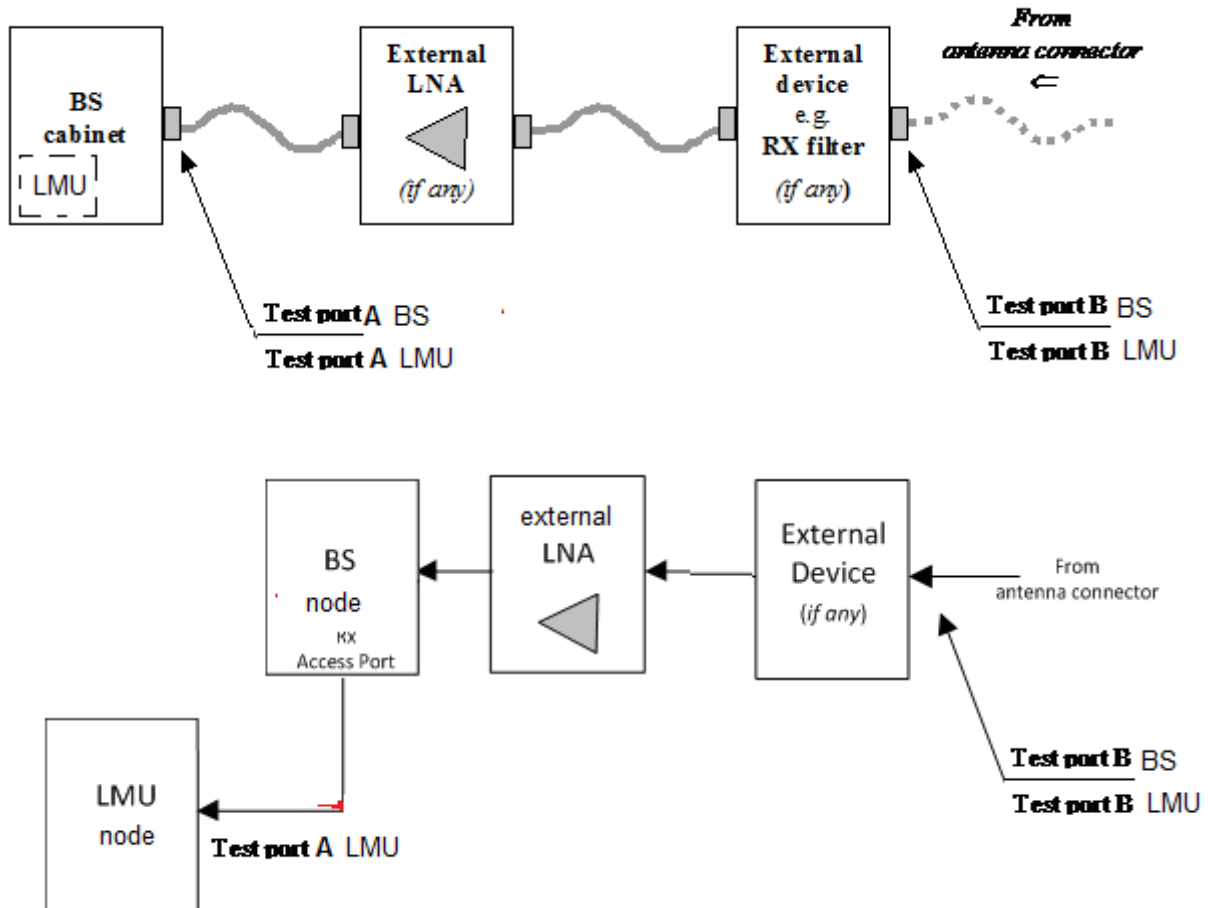 From
antenna connector
⇐
BS
cabinet
LMU
External
LNA
(if any)
External
device
e.g.
RX filter
(if any)
Test port A BS
Test port A LMU
Test port B BS
Test port B LMU
BS
node
RX
Access Port
external
LNA
External
Device
(if any)
From
antenna connector
Test port B BS
Test port B LMU
LMU
node
Test port A LMU